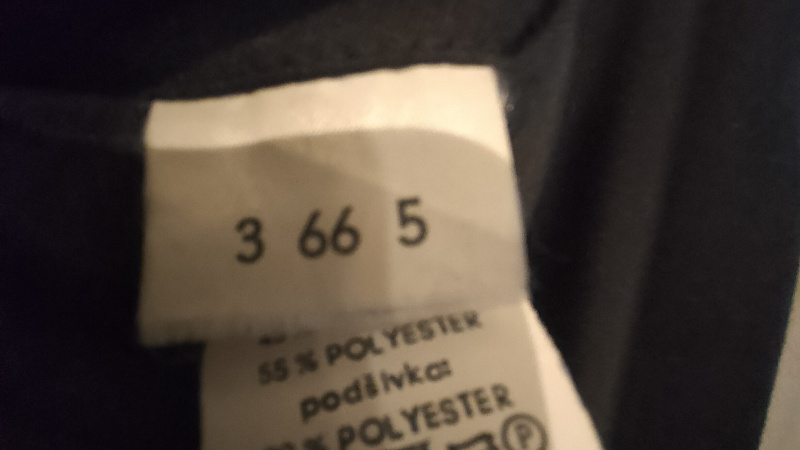 3 66 5
55 % POLYESTER
podšívka:
% POLYESTER
P